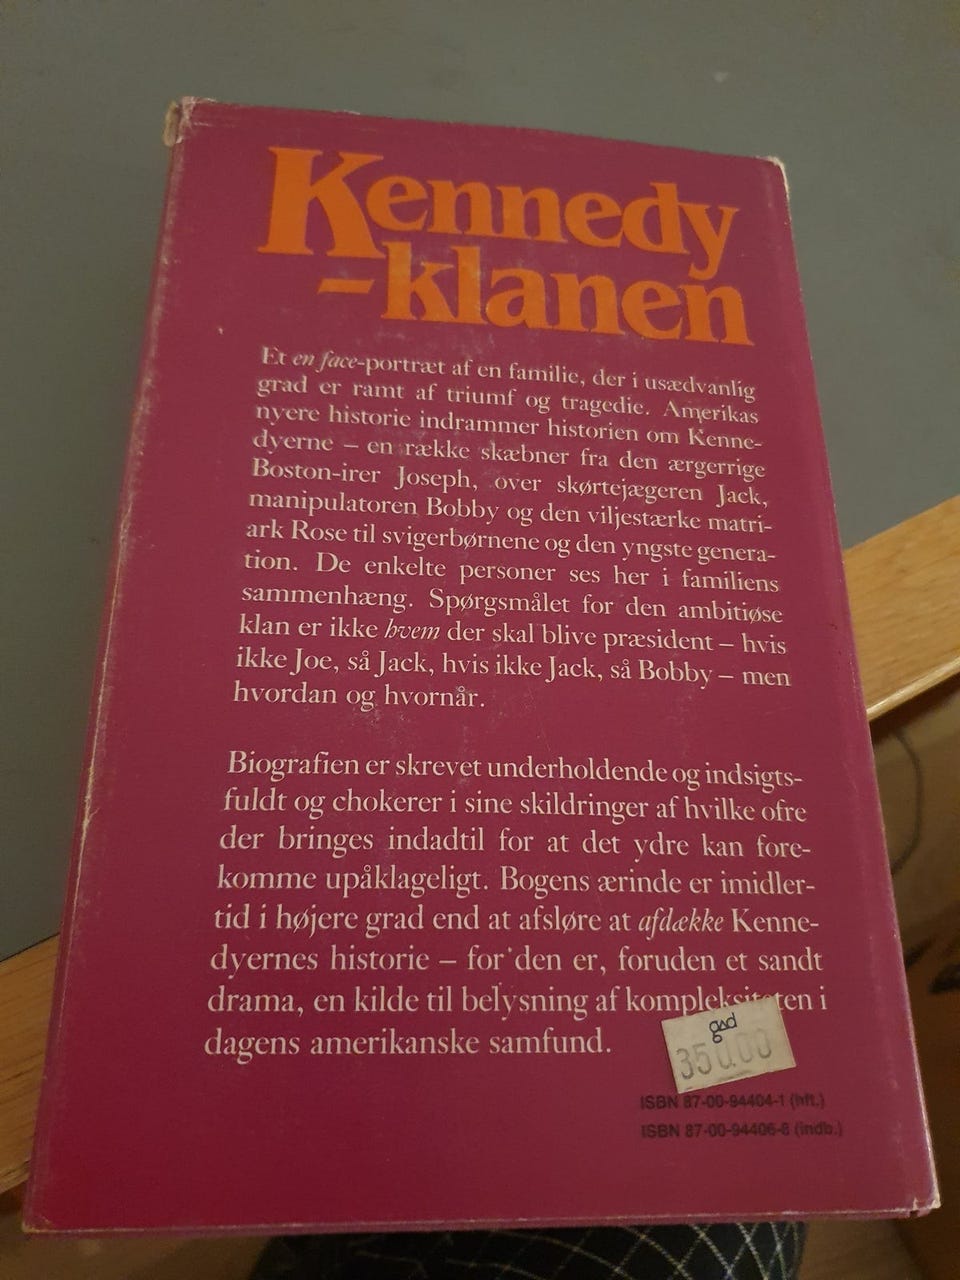 Kennedy
-klanen
Et en face-portræt af en familie, der i usædvanlig
grad er ramt af triumf og tragedie. Amerikas
nyere historie indrammer historien om Kenne-
dyerne – en række skæbner fra den ærgerrige
Boston-irer Joseph, over skørtejægeren Jack,
manipulatoren Bobby og den viljestærke matri-
ark Rose til svigerbørnene og den yngste genera-
tion. De enkelte personer ses her i familiens
sammenhæng. Spørgsmålet for den ambitiøse
klan er ikke hvem der skal blive præsident – hvis
ikke Joe, så Jack, hvis ikke Jack, så Bobby – men
hvordan og hvornår.
Biografien er skrevet underholdende og indsigts-
fuldt og chokerer i sine skildringer af hvilke ofre
der bringes indadtil for at det ydre kan fore-
komme upåklageligt. Bogens ærinde er imidler-
tid i højere grad end at afsløre at afdække Kenne-
dyernes historie – for den er, foruden et sandt
drama, en kilde til belysning af kompleksiteten i
dagens amerikanske samfund.
gad
350.00
ISBN 87-00-94404-1 (hft.)
ISBN 87-00-94406-8 (indb.)